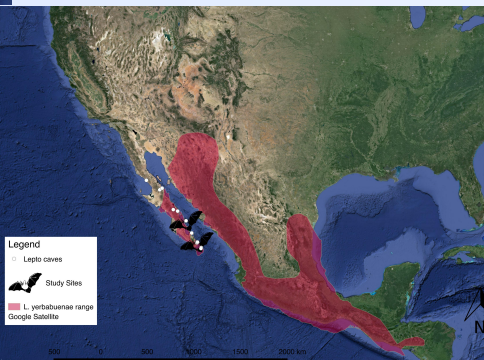 Legend
Lepto caves
Study Sites
L. yerbabuenae range
Google Satellite
N
500 0 500 1000 1500 2000 km